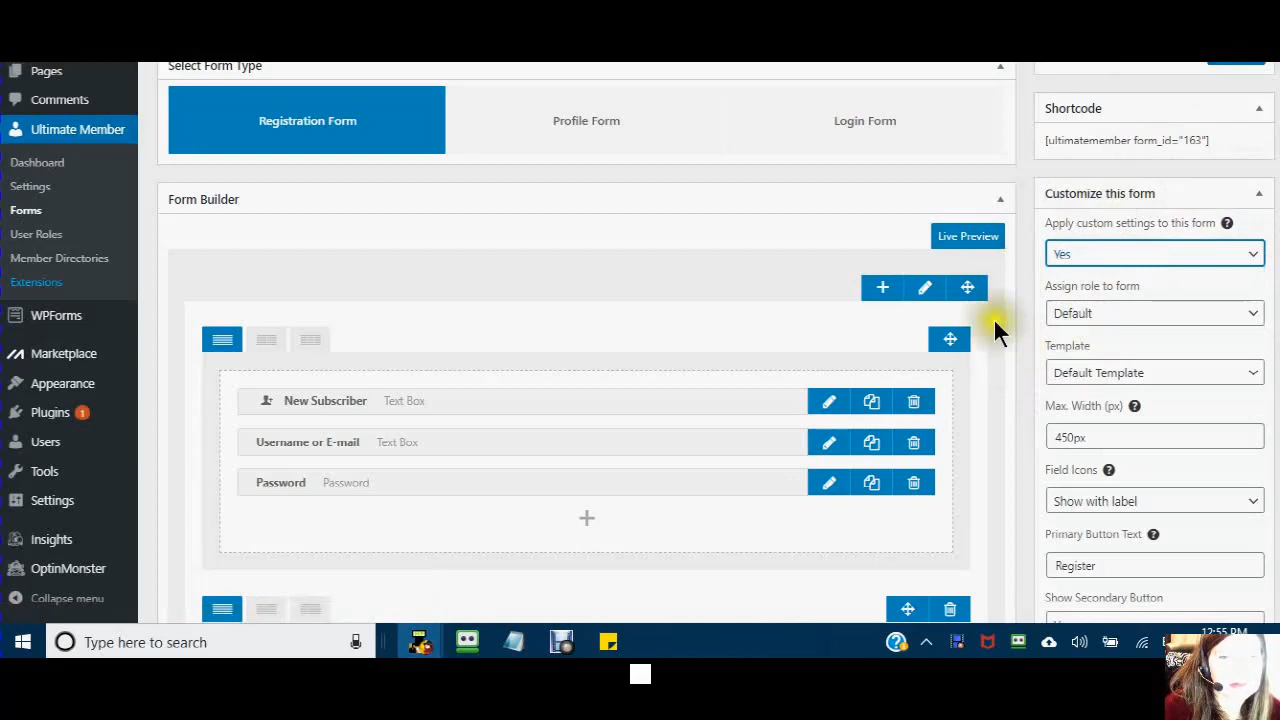 Pages
Comments
Ultimate Member
Dashboard
Settings
Forms
User Roles
Member Directories
Extensions
WPForms
Marketplace
Appearance
Plugins 1
Users
Tools
Settings
Insights
OptinMonster
Collapse menu
Select Form Type
Registration Form
Profile Form
Login Form
Form Builder
Live Preview
New Subscriber Text Box
Username or E-mail Text Box
Password Password
Shortcode
[ultimatemember form_id="163"]
Customize this form
Apply custom settings to this form
Yes
Assign role to form
Default
Template
Default Template
Max. Width (px)
450px
Field Icons
Show with label
Primary Button Text
Register
Show Secondary Button
Type here to search
12:55 PM